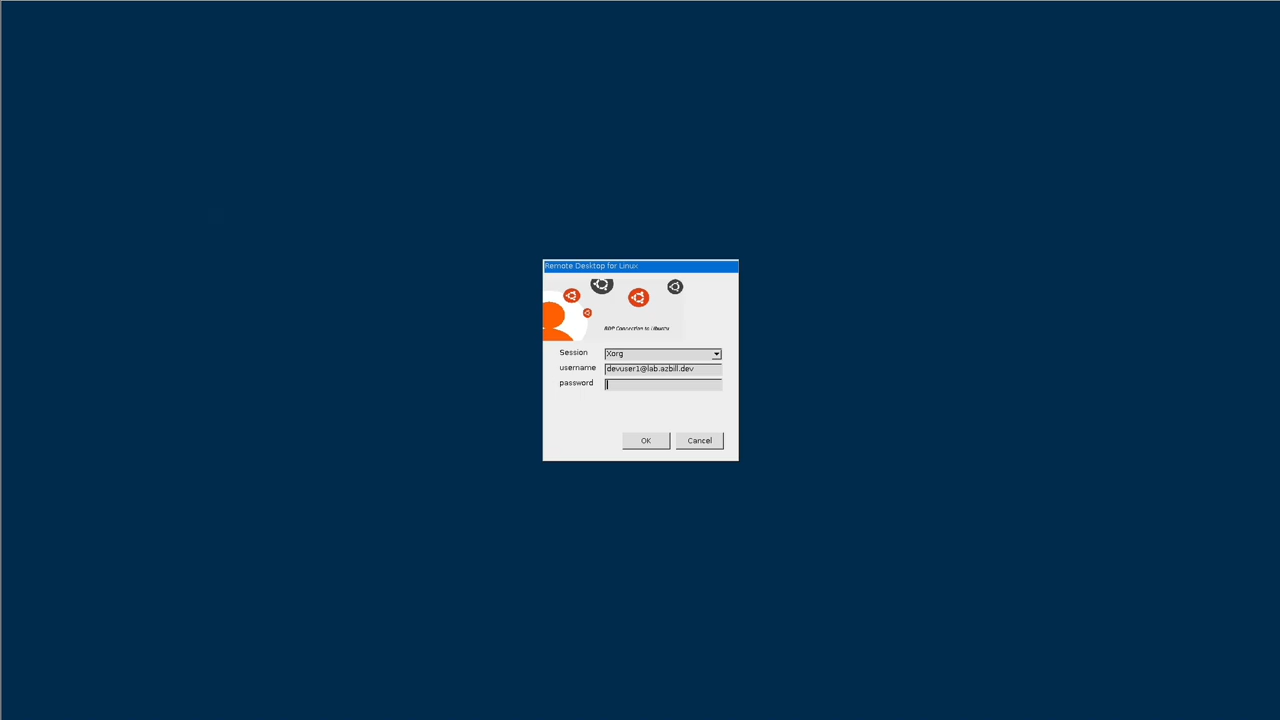 Remote Desktop for Linux
RDP Connection to Ubuntu
Session Xorg
username devuser1@lab.azbill.dev
password
OK Cancel